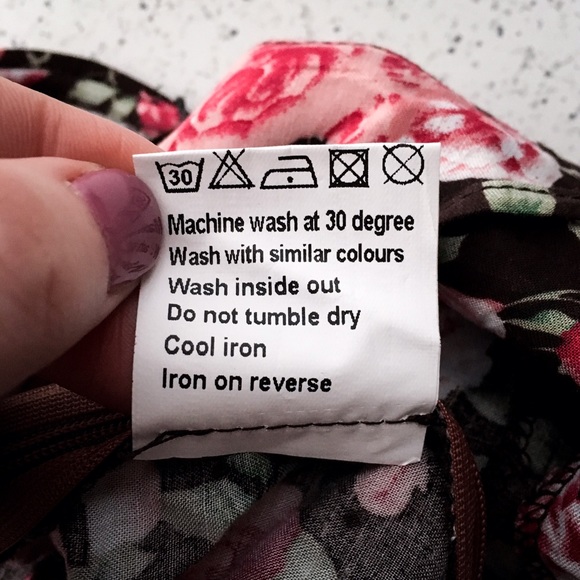 30
Machine wash at 30 degree
Wash with similar colours
Wash inside out
Do not tumble dry
Cool iron
Iron on reverse